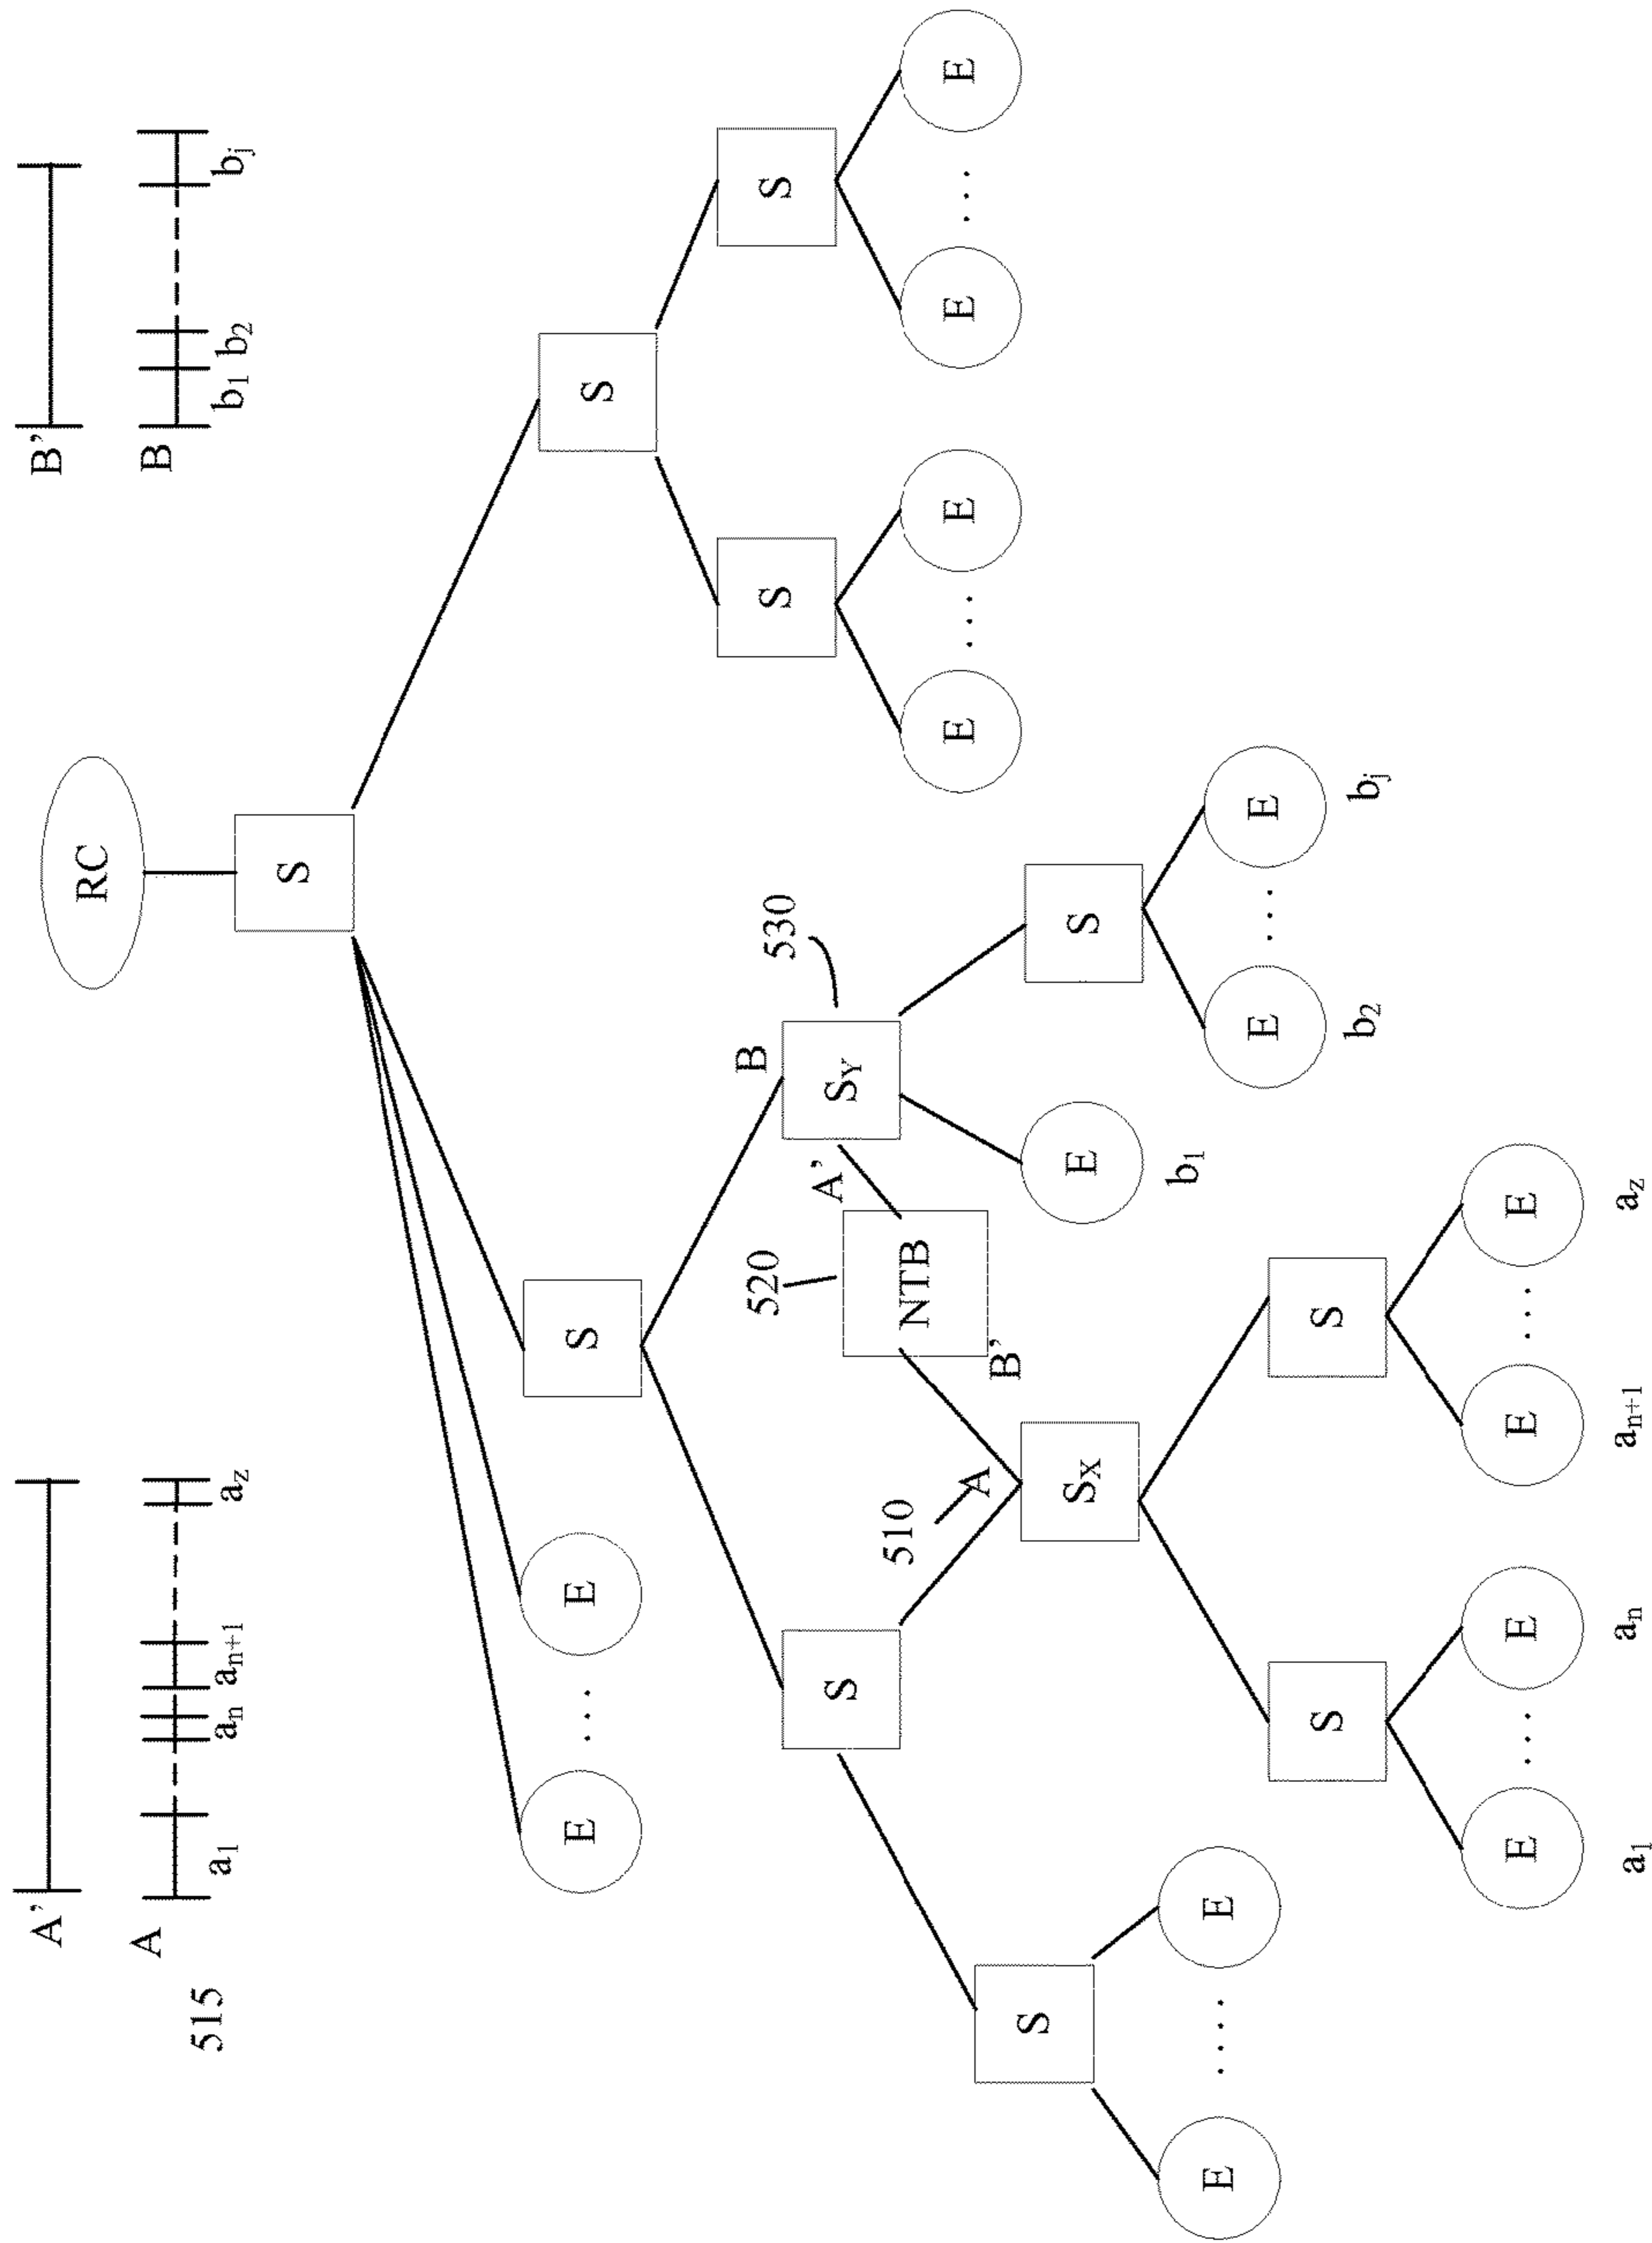 A’ B’
A B
515 a1 an an+1 az b1 b2 bj
RC
S
E ... E S S
520 B 530 S S
S A’ SY
510 NTB
A E ... E E ... E
B’
S SX E S
b1
E .... E E ... E
b2 bj
S S
E .... E E .... E
a1 an an+1 az